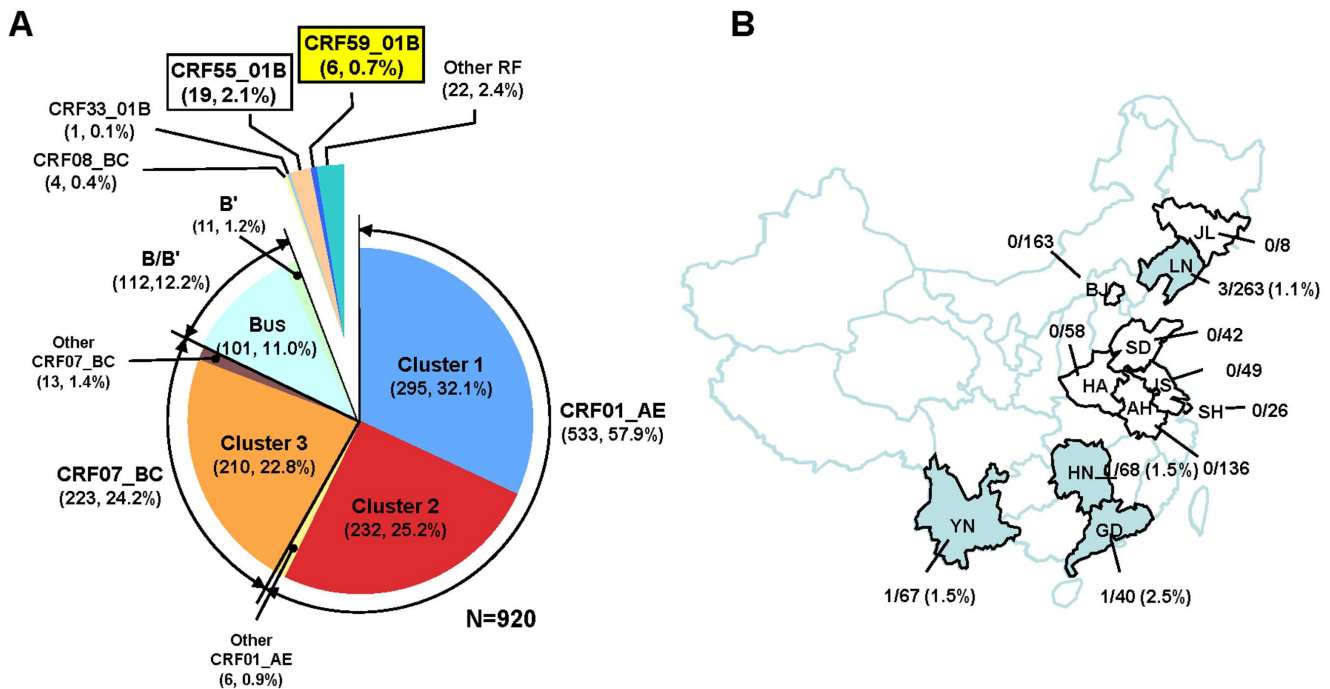 A
CRF59_01B
(6, 0.7%)
CRF55_01B
(19, 2.1%)
Other RF
(22, 2.4%)
CRF33_01B
(1, 0.1%)
CRF08_BC
(4, 0.4%)
B'
(11, 1.2%)
B/B'
(112,12.2%)
BUS
(101, 11.0%)
Other
CRF07_BC
(13, 1.4%)
Cluster 1
(295, 32.1%)
CRF01_AE
(533, 57.9%)
Cluster 3
(210, 22.8%)
CRF07_BC
(223, 24.2%)
Cluster 2
(232, 25.2%)
N=920
Other
CRF01_AE
(6, 0.9%)
B
JL
0/8
0/163
LN
3/263 (1.1%)
BJ
0/58
SD
0/42
HA
JS
0/49
AH
SH
0/26
HN
/68 (1.5%)
0/136
YN
GD
1/67 (1.5%)
1/40 (2.5%)